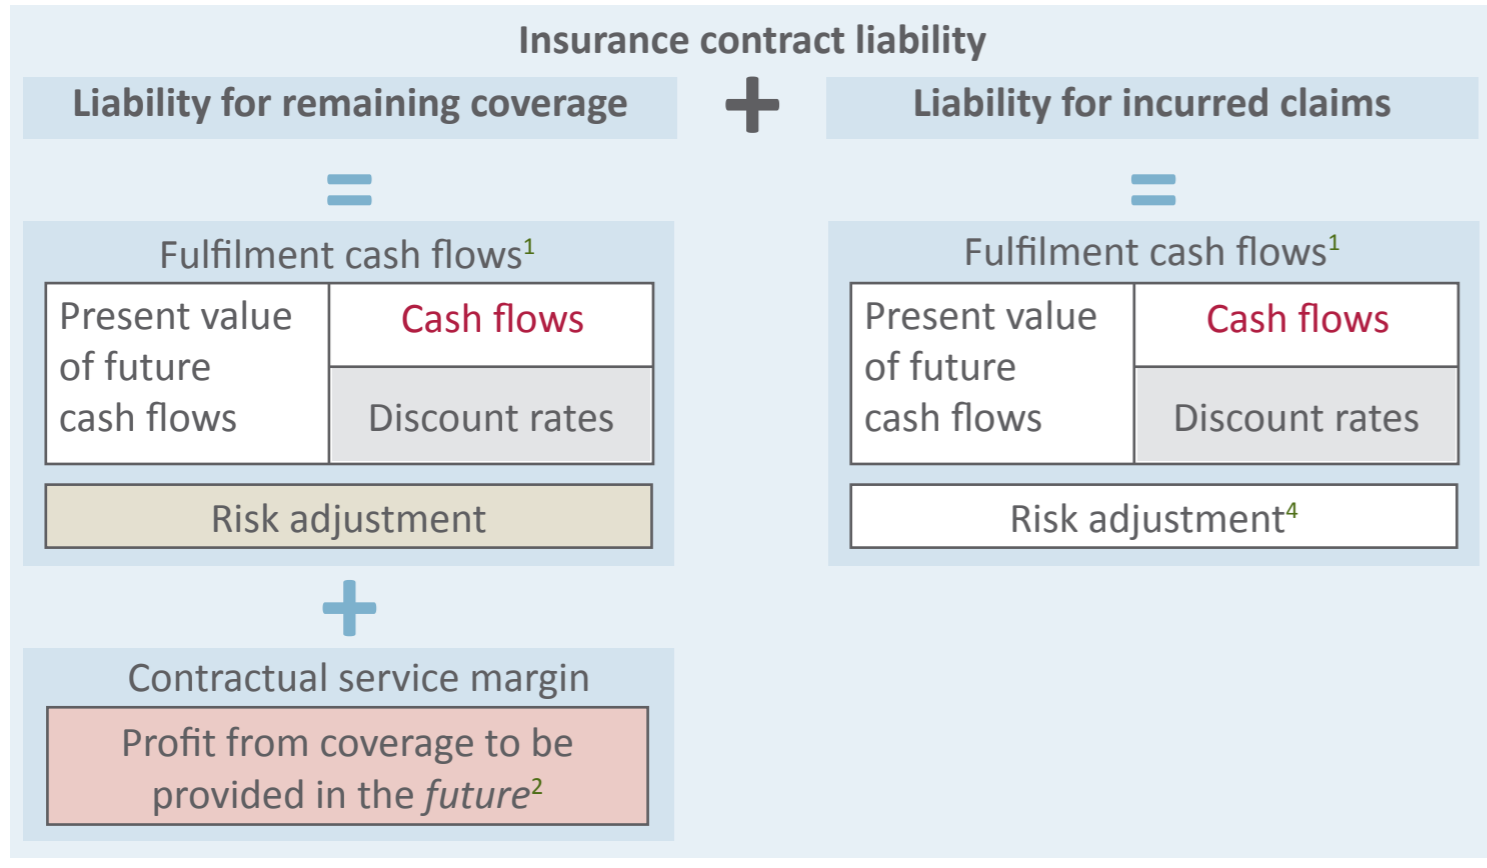 Insurance contract liability
Liability for remaining coverage
+
Liability for incurred claims
=
=
Fulfilment cash flows¹
Present value
of future
cash flows
Cash flows
Discount rates
Risk adjustment
+
Contractual service margin
Profit from coverage to be
provided in the future²
Fulfilment cash flows¹
Present value
of future
cash flows
Cash flows
Discount rates
Risk adjustment⁴